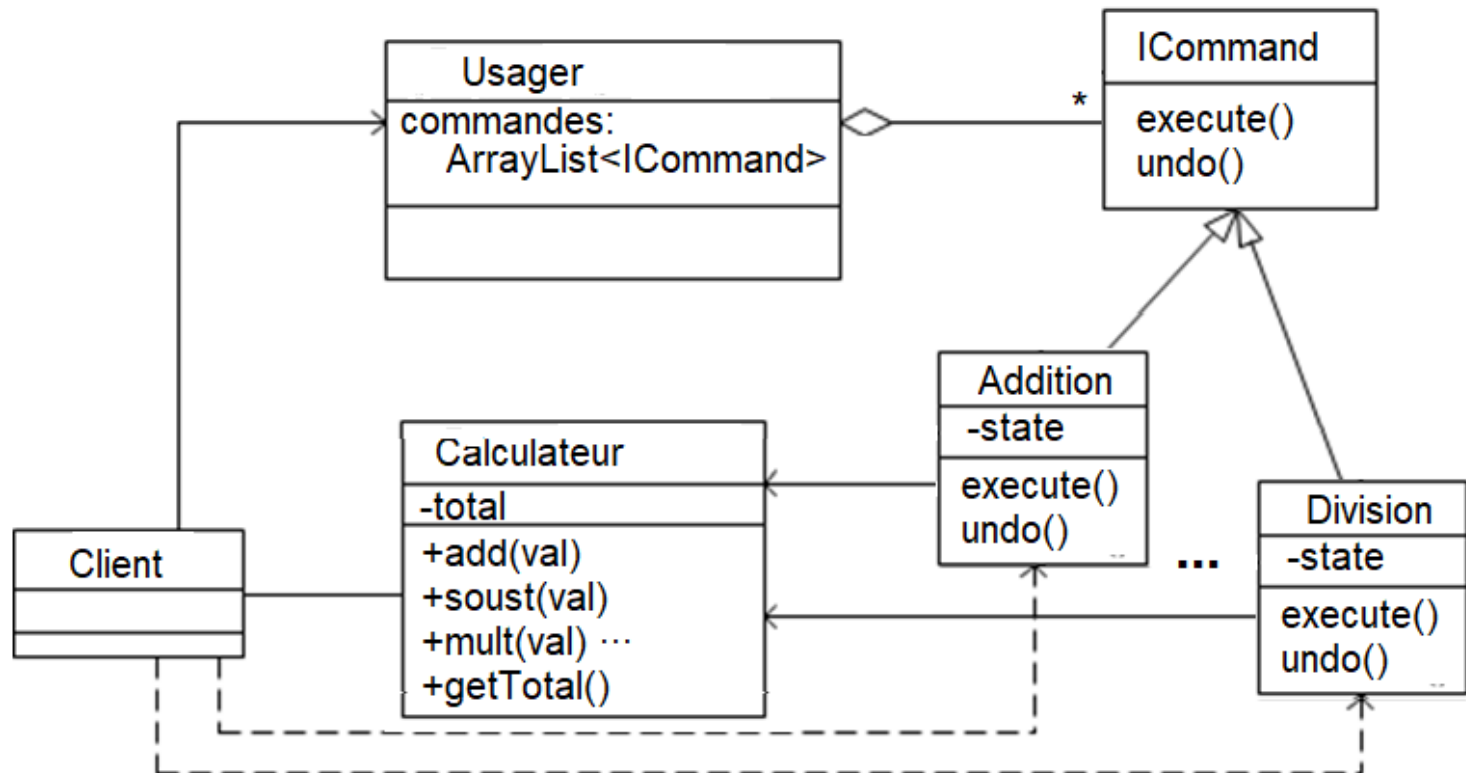 Usager
commandes:
ArrayList<ICommand>
ICommand
*
execute()
undo()
Addition
-state
execute()
undo()
...
Division
-state
execute()
undo()
Calculateur
-total
+add(val)
+soust(val)
+mult(val) ...
+getTotal()
Client